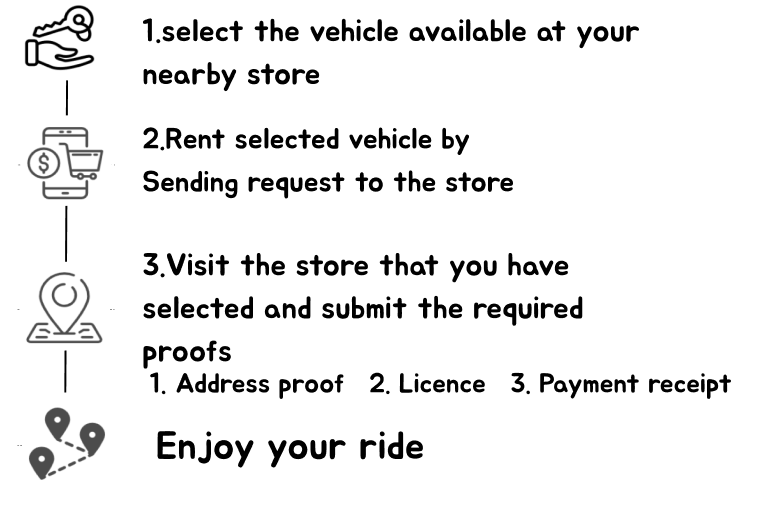 1.select the vehicle available at your
nearby store
$
2.Rent selected vehicle by
Sending request to the store
3.Visit the store that you have
selected and submit the required
proofs
1. Address proof 2. Licence 3. Payment receipt
Enjoy your ride